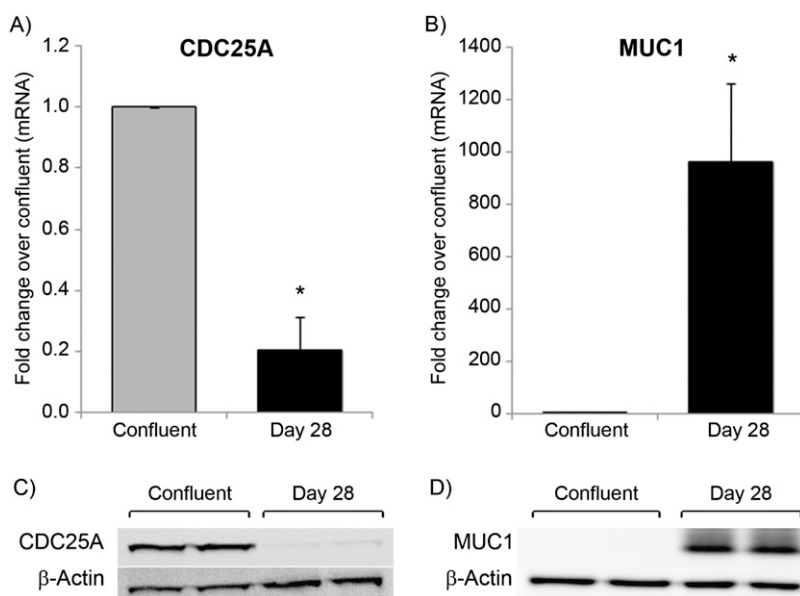 A)
CDC25A
Fold change over confluent (mRNA)
1.2
1.0
0.8
0.6
0.4
0.2
0.0
*
Confluent
Day 28
B)
MUC1
Fold change over confluent (mRNA)
1400
1200
1000
800
600
400
200
0
*
Confluent
Day 28
C)
Confluent
Day 28
CDC25A
β-Actin
D)
Confluent
Day 28
MUC1
β-Actin